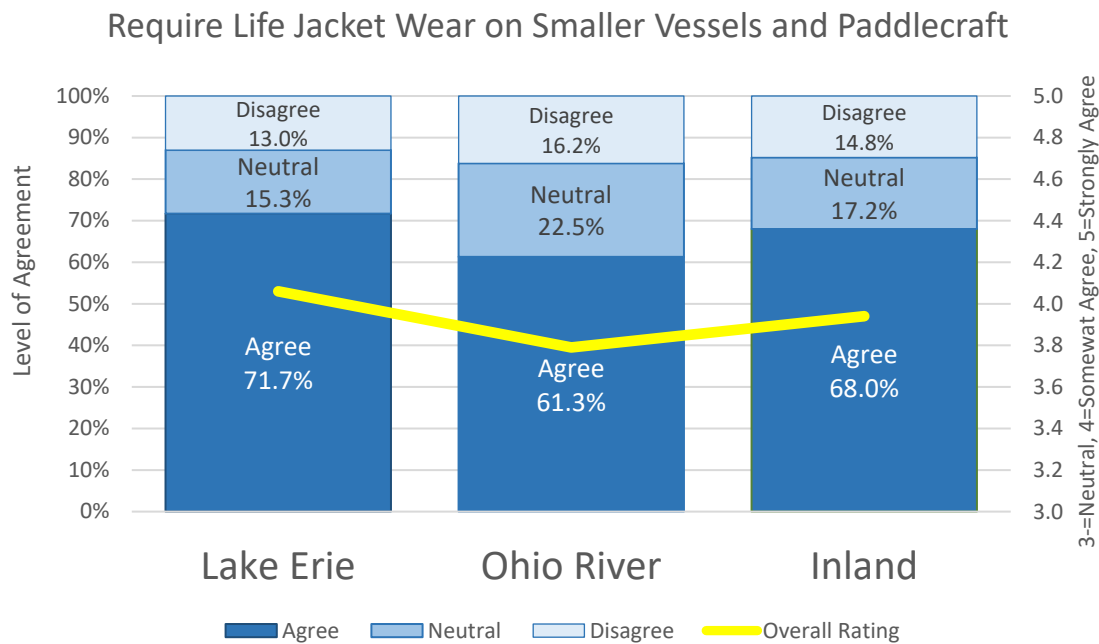 Require Life Jacket Wear on Smaller Vessels and Paddlecraft
Level of Agreement
100%
90%
80%
70%
60%
50%
40%
30%
20%
10%
0%
Disagree
13.0%
Neutral
15.3%
Agree
71.7%
Disagree
16.2%
Neutral
22.5%
Agree
61.3%
Disagree
14.8%
Neutral
17.2%
Agree
68.0%
5.0
4.8
4.6
4.4
4.2
4.0
3.8
3.6
3.4
3.2
3.0
3-=Neutral, 4=Somewat Agree, 5=Strongly Agree
Lake Erie
Ohio River
Inland
Agree
Neutral
Disagree
Overall Rating